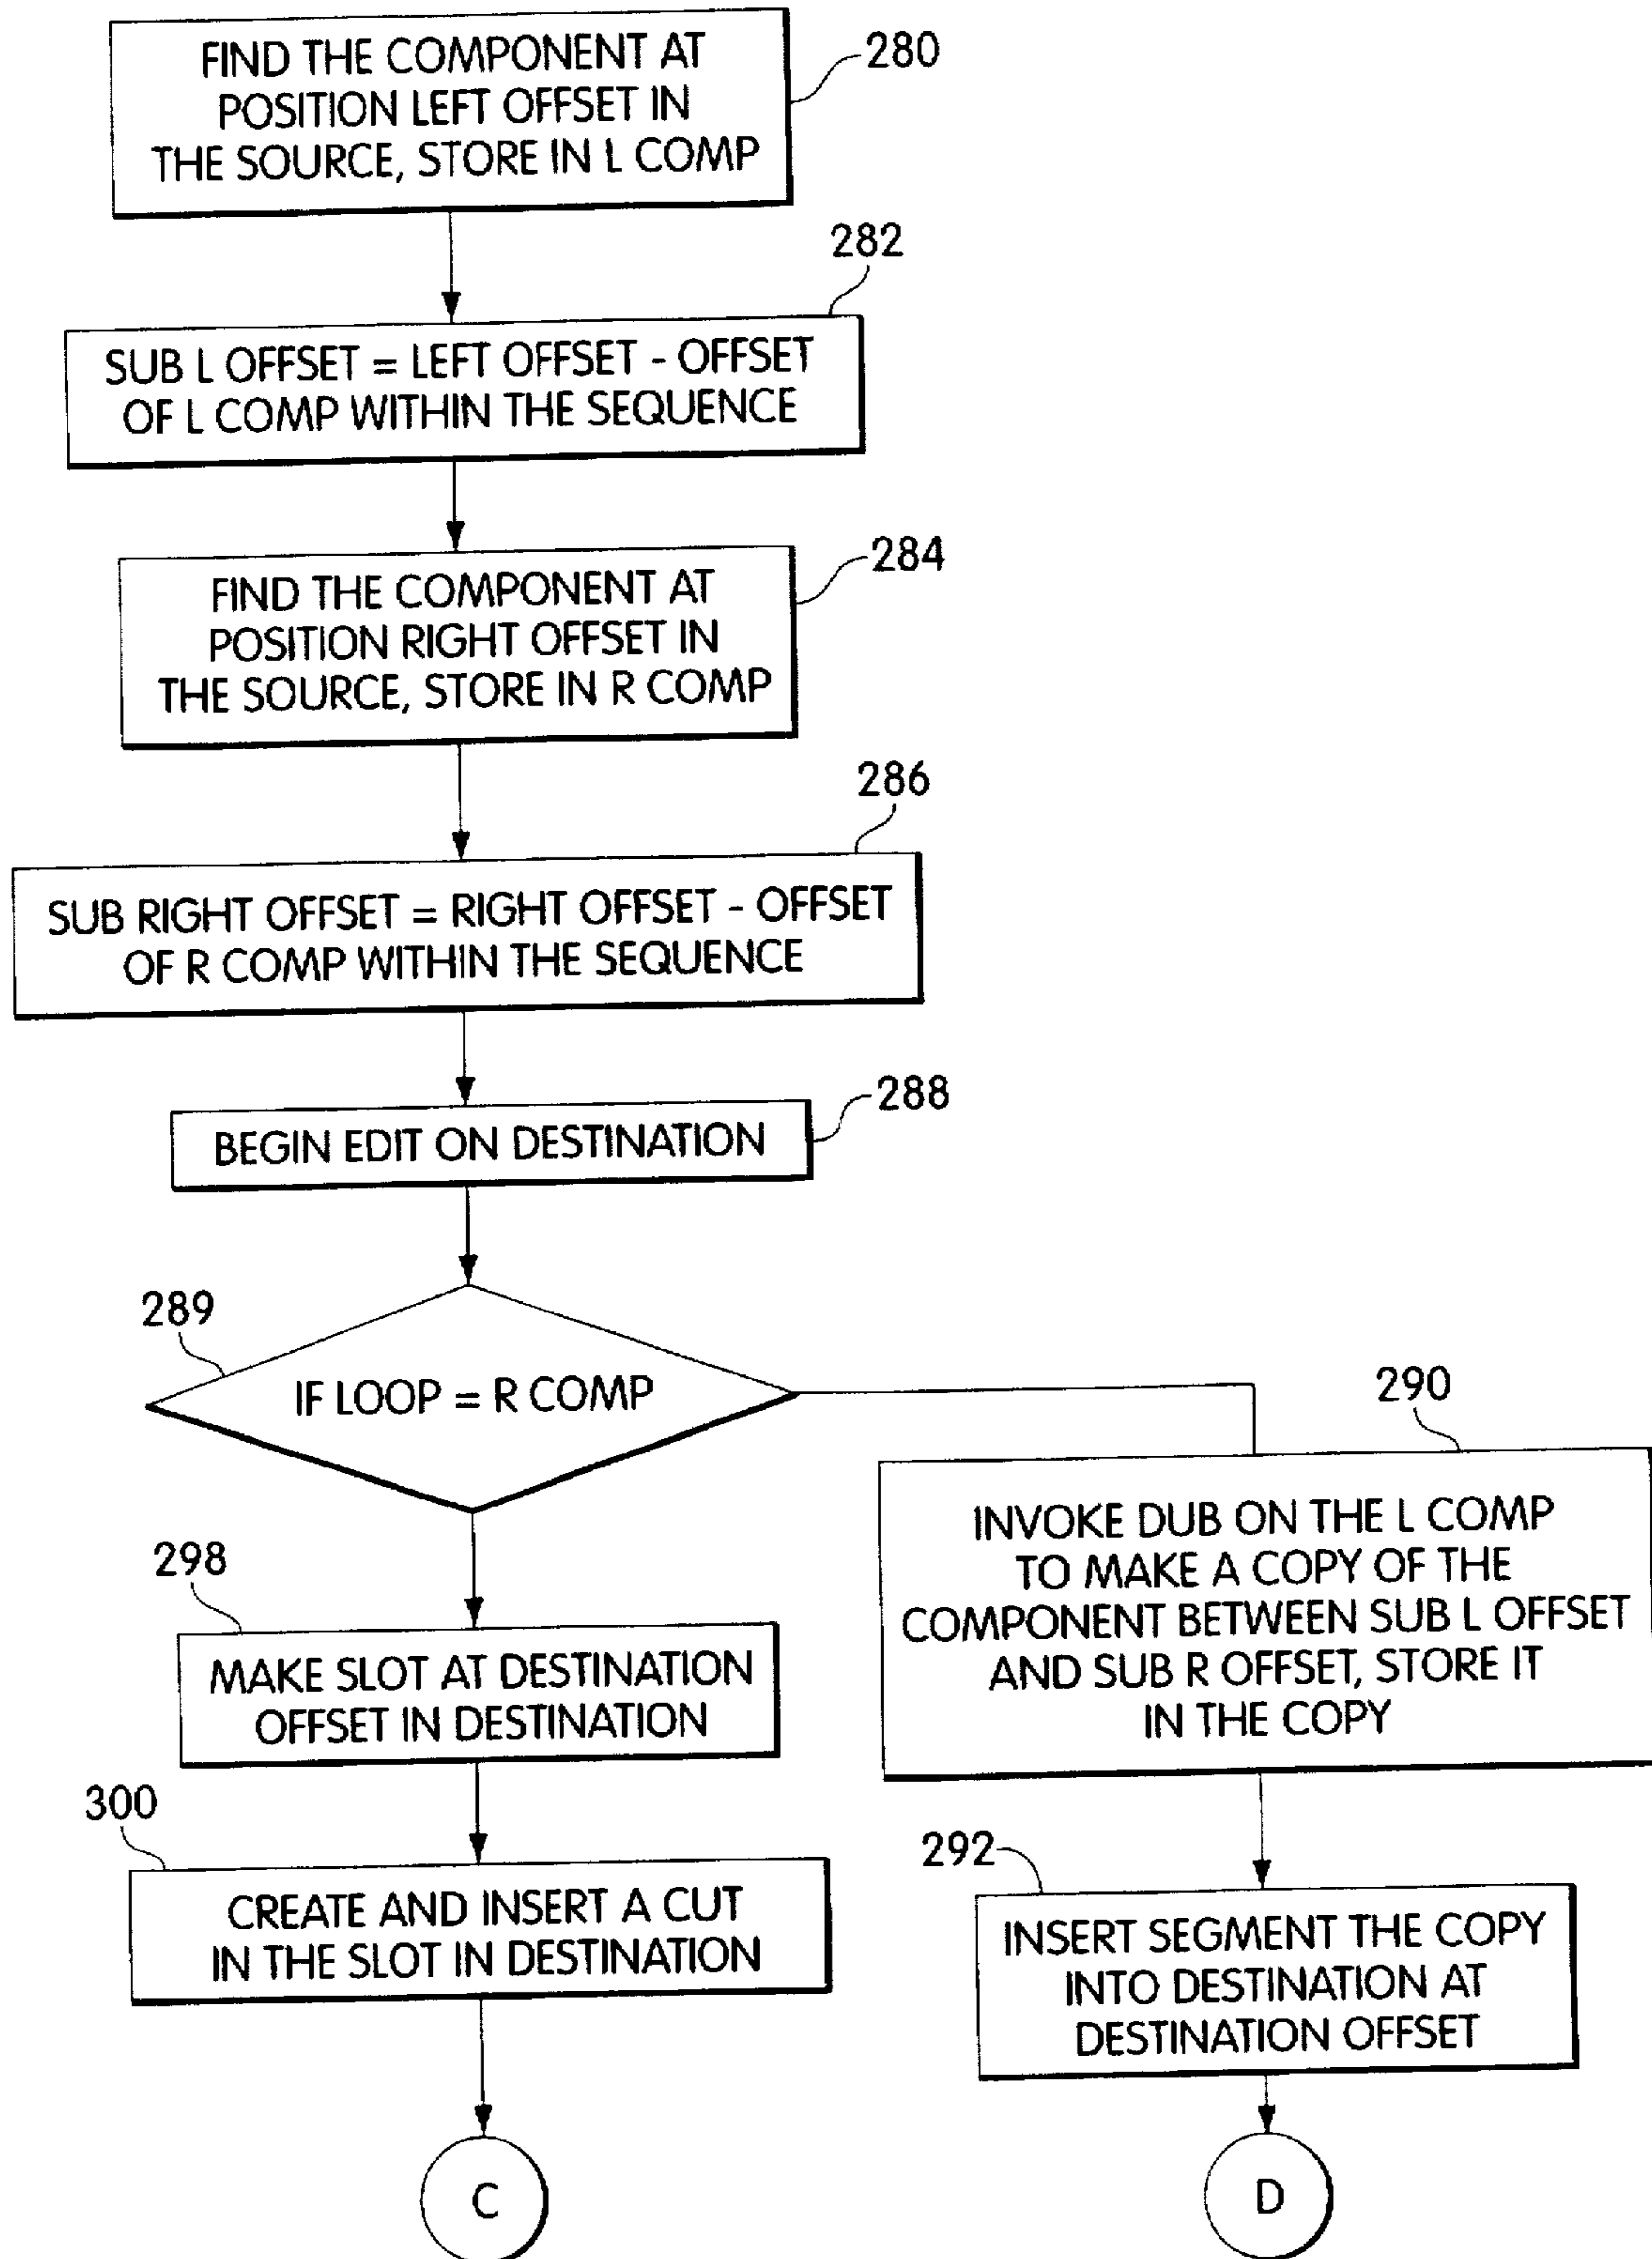 FIND THE COMPONENT AT
POSITION LEFT OFFSET IN
THE SOURCE, STORE IN L COMP
280
282
SUB L OFFSET = LEFT OFFSET - OFFSET
OF L COMP WITHIN THE SEQUENCE
284
FIND THE COMPONENT AT
POSITION RIGHT OFFSET IN
THE SOURCE, STORE IN R COMP
286
SUB RIGHT OFFSET = RIGHT OFFSET - OFFSET
OF R COMP WITHIN THE SEQUENCE
288
BEGIN EDIT ON DESTINATION
289
IF LOOP = R COMP
290
INVOKE DUB ON THE L COMP
TO MAKE A COPY OF THE
COMPONENT BETWEEN SUB L OFFSET
AND SUB R OFFSET, STORE IT
IN THE COPY
298
MAKE SLOT AT DESTINATION
OFFSET IN DESTINATION
300
CREATE AND INSERT A CUT
IN THE SLOT IN DESTINATION
292
INSERT SEGMENT THE COPY
INTO DESTINATION AT
DESTINATION OFFSET
C
D